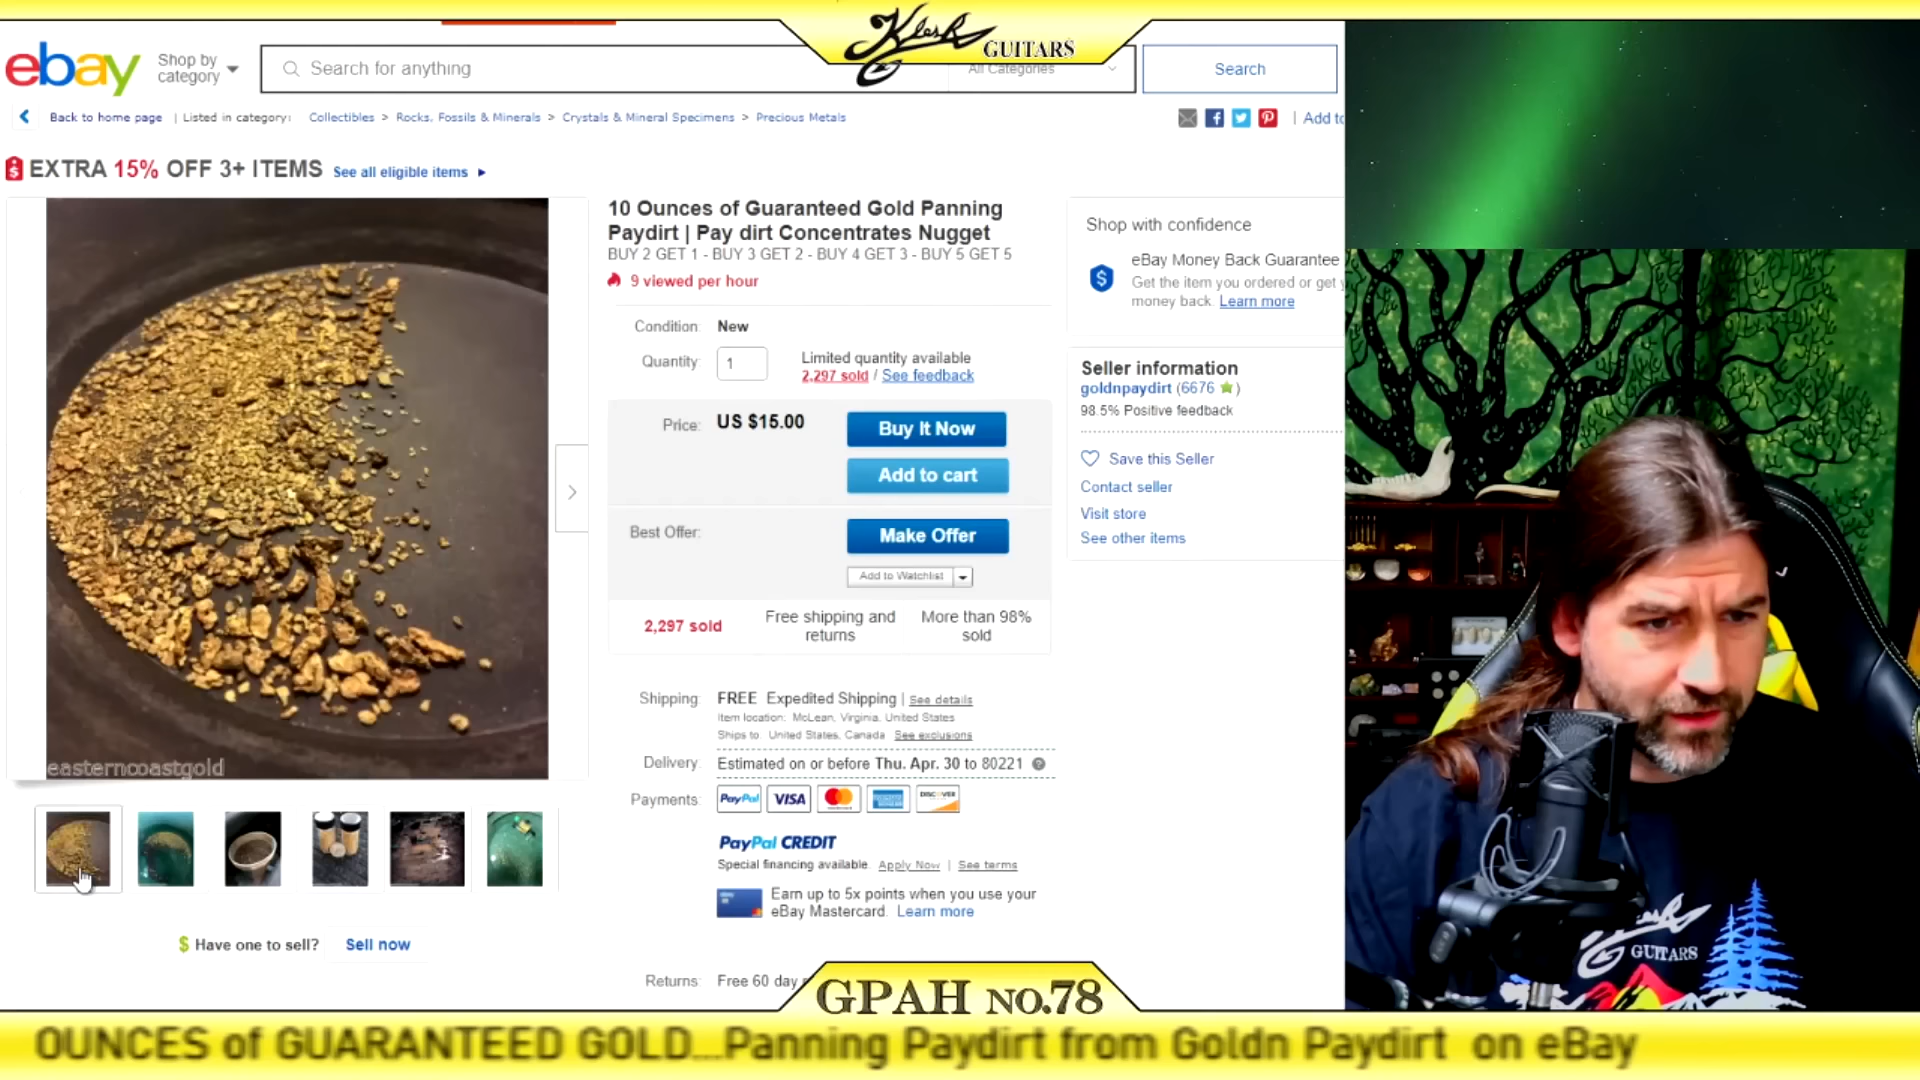 Klesh GUITARS
ebay
Shop by category
Search for anything
All Categories
Search
Back to home page | Listed in category: Collectibles > Rocks, Fossils & Minerals > Crystals & Mineral Specimens > Precious Metals
| Add to
EXTRA 15% OFF 3+ ITEMS See all eligible items
10 Ounces of Guaranteed Gold Panning
Paydirt | Pay dirt Concentrates Nugget
BUY 2 GET 1 - BUY 3 GET 2 - BUY 4 GET 3 - BUY 5 GET 5
9 viewed per hour
Condition: New
Quantity: 1
Limited quantity available
2,297 sold / See feedback
Price: US $15.00
Buy It Now
Add to cart
Best Offer:
Make Offer
Add to Watchlist
2,297 sold
Free shipping and returns
More than 98% sold
Shipping: FREE Expedited Shipping | See details
Item location: McLean, Virginia, United States
Ships to: United States, Canada See exclusions
Delivery: Estimated on or before Thu. Apr. 30 to 80221
Payments: PayPal VISA DISCOVER
PayPal CREDIT
Special financing available. Apply Now | See terms
Earn up to 5x points when you use your
eBay Mastercard. Learn more
Returns: Free 60 day
Shop with confidence
eBay Money Back Guarantee
Get the item you ordered or get
money back. Learn more
Seller information
goldnpaydirt (6676)
98.5% Positive feedback
Save this Seller
Contact seller
Visit store
See other items
easterncoastgold
$ Have one to sell? Sell now
GUITARS
GPAH NO.78
OUNCES of GUARANTEED GOLD...Panning Paydirt from Goldn Paydirt on eBay